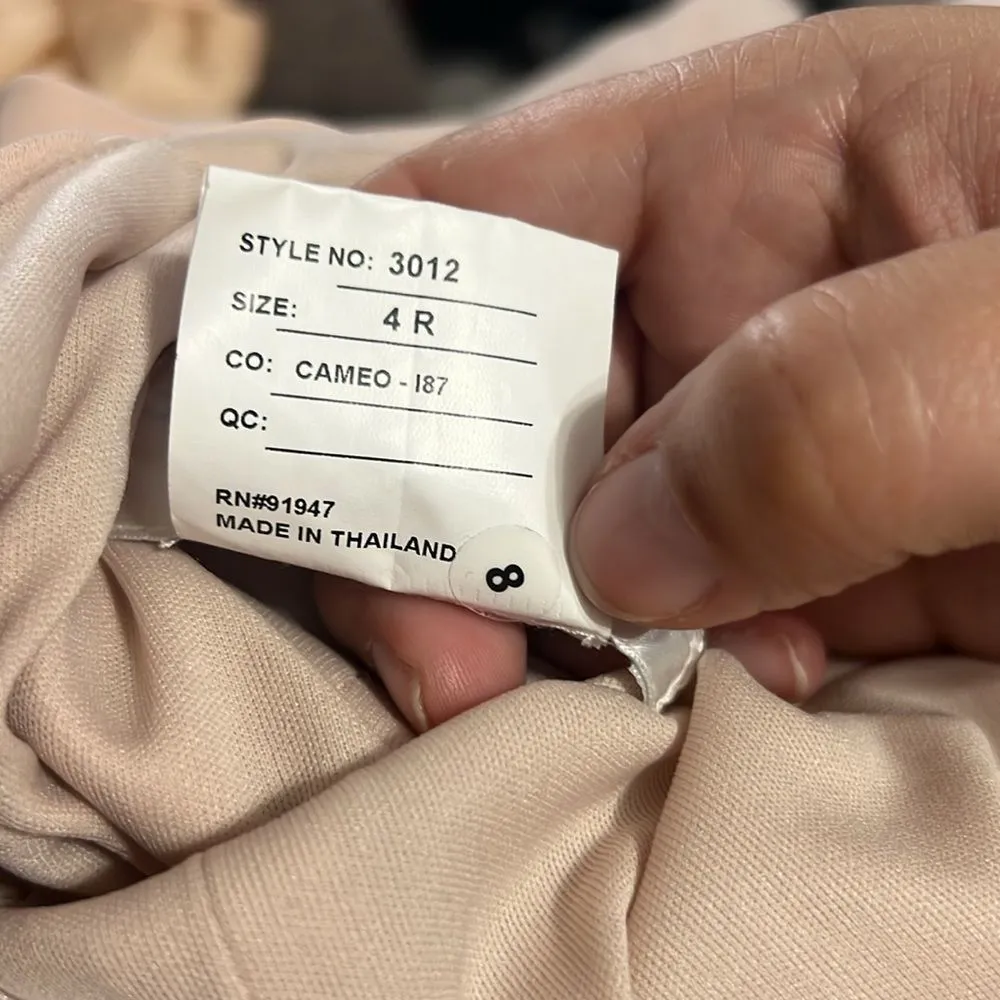 STYLE NO: 3012
SIZE: 4 R
CO: CAMEO - I87
QC:
RN#91947
MADE IN THAILAND
8